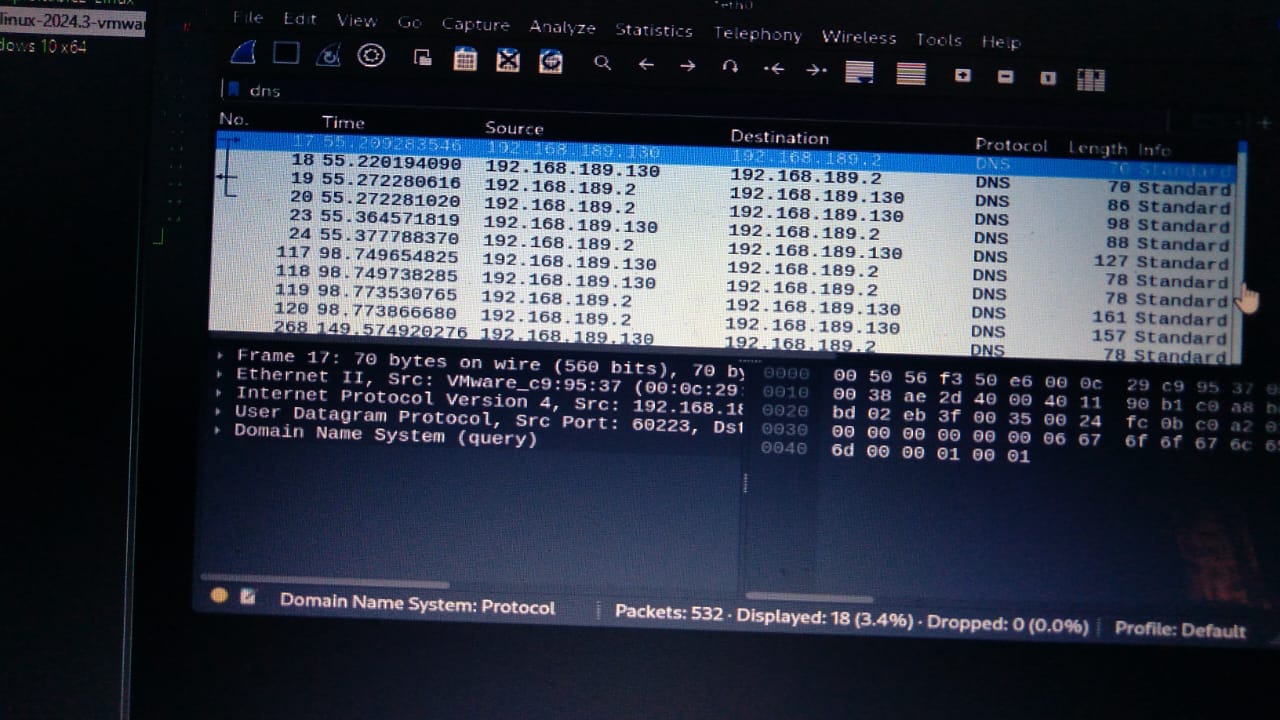 linux-2024.3-vmwa
dows 10 x64
File Edit View Go Capture Analyze Statistics Telephony Wireless Tools Help
dns
No. Time Source Destination Protocol Length Info
17 55.209283546 192.168.189.130 192.168.189.2 DNS 70 Standard
18 55.220194090 192.168.189.130 192.168.189.2 DNS 70 Standard
19 55.272280616 192.168.189.2 192.168.189.130 DNS 86 Standard
20 55.272281020 192.168.189.2 192.168.189.130 DNS 98 Standard
23 55.364571819 192.168.189.130 192.168.189.2 DNS 88 Standard
24 55.377788370 192.168.189.2 192.168.189.130 DNS 127 Standard
117 98.749654825 192.168.189.130 192.168.189.2 DNS 78 Standard
118 98.749738285 192.168.189.130 192.168.189.2 DNS 78 Standard
119 98.773530765 192.168.189.2 192.168.189.130 DNS 161 Standard
120 98.773866680 192.168.189.2 192.168.189.130 DNS 157 Standard
268 149.574920276 192.168.189.130 192.168.189.2 DNS 78 Standard
Frame 17: 70 bytes on wire (560 bits), 70 by
Ethernet II, Src: VMware_c9:95:37 (00:0c:29:
Internet Protocol Version 4, Src: 192.168.18
User Datagram Protocol, Src Port: 60223, Dst
Domain Name System (query)
0000 00 50 56 f3 50 e6 00 0c 29 c9 95 37
0010 00 38 ae 2d 40 00 40 11 90 b1 c0 a8
0020 bd 02 eb 3f 00 35 00 24 fc 0b c0 a2
0030 00 00 00 00 00 00 06 67 6f 6f 67 6c
0040 6d 00 00 01 00 01
Domain Name System: Protocol
Packets: 532 · Displayed: 18 (3.4%) · Dropped: 0 (0.0%)
Profile: Default